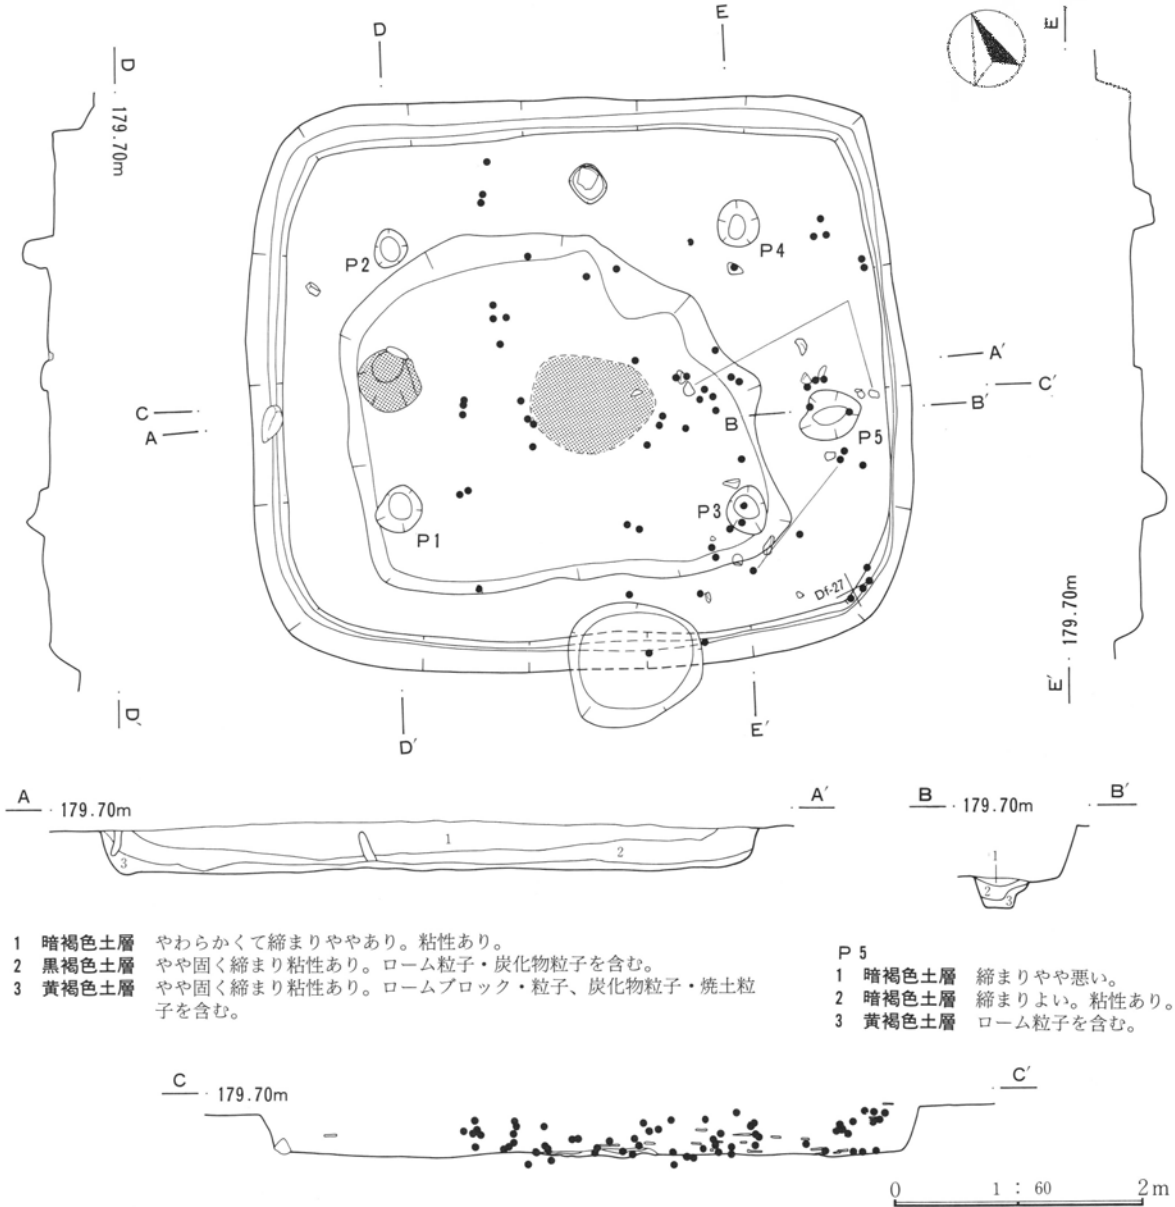 D
E
E
D
179.70m
P2
P4
A′
C′
C
B′
A
B
P5
P1
P3
Df-27
179.70m
E′
D′
D′
E′
A 179.70m A′
1
2
3
B 179.70m B′
1
2
3
1 暗褐色土層 やわらかくて締まりややあり。粘性あり。
2 黒褐色土層 やや固く締まり粘性あり。ローム粒子・炭化物粒子を含む。
3 黄褐色土層 やや固く締まり粘性あり。ロームブロック・粒子、炭化物粒子・焼土粒
子を含む。
P 5
1 暗褐色土層 締まりやや悪い。
2 暗褐色土層 締まりよい。粘性あり。
3 黄褐色土層 ローム粒子を含む。
C 179.70m C′
0 1 : 60 2m